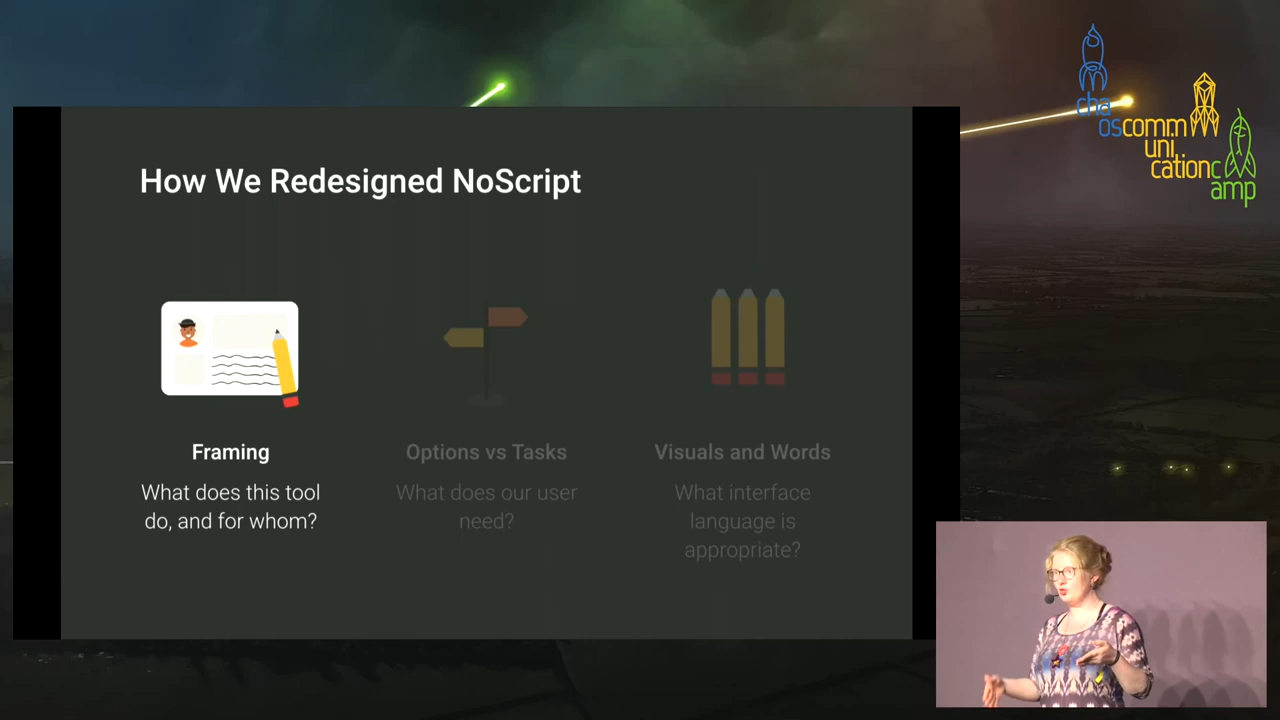 How We Redesigned NoScript
Framing
What does this tool
do, and for whom?
Options vs Tasks
What does our user
need?
Visuals and Words
What interface
language is
appropriate?
cha
oscomm
uni
cationc
amp